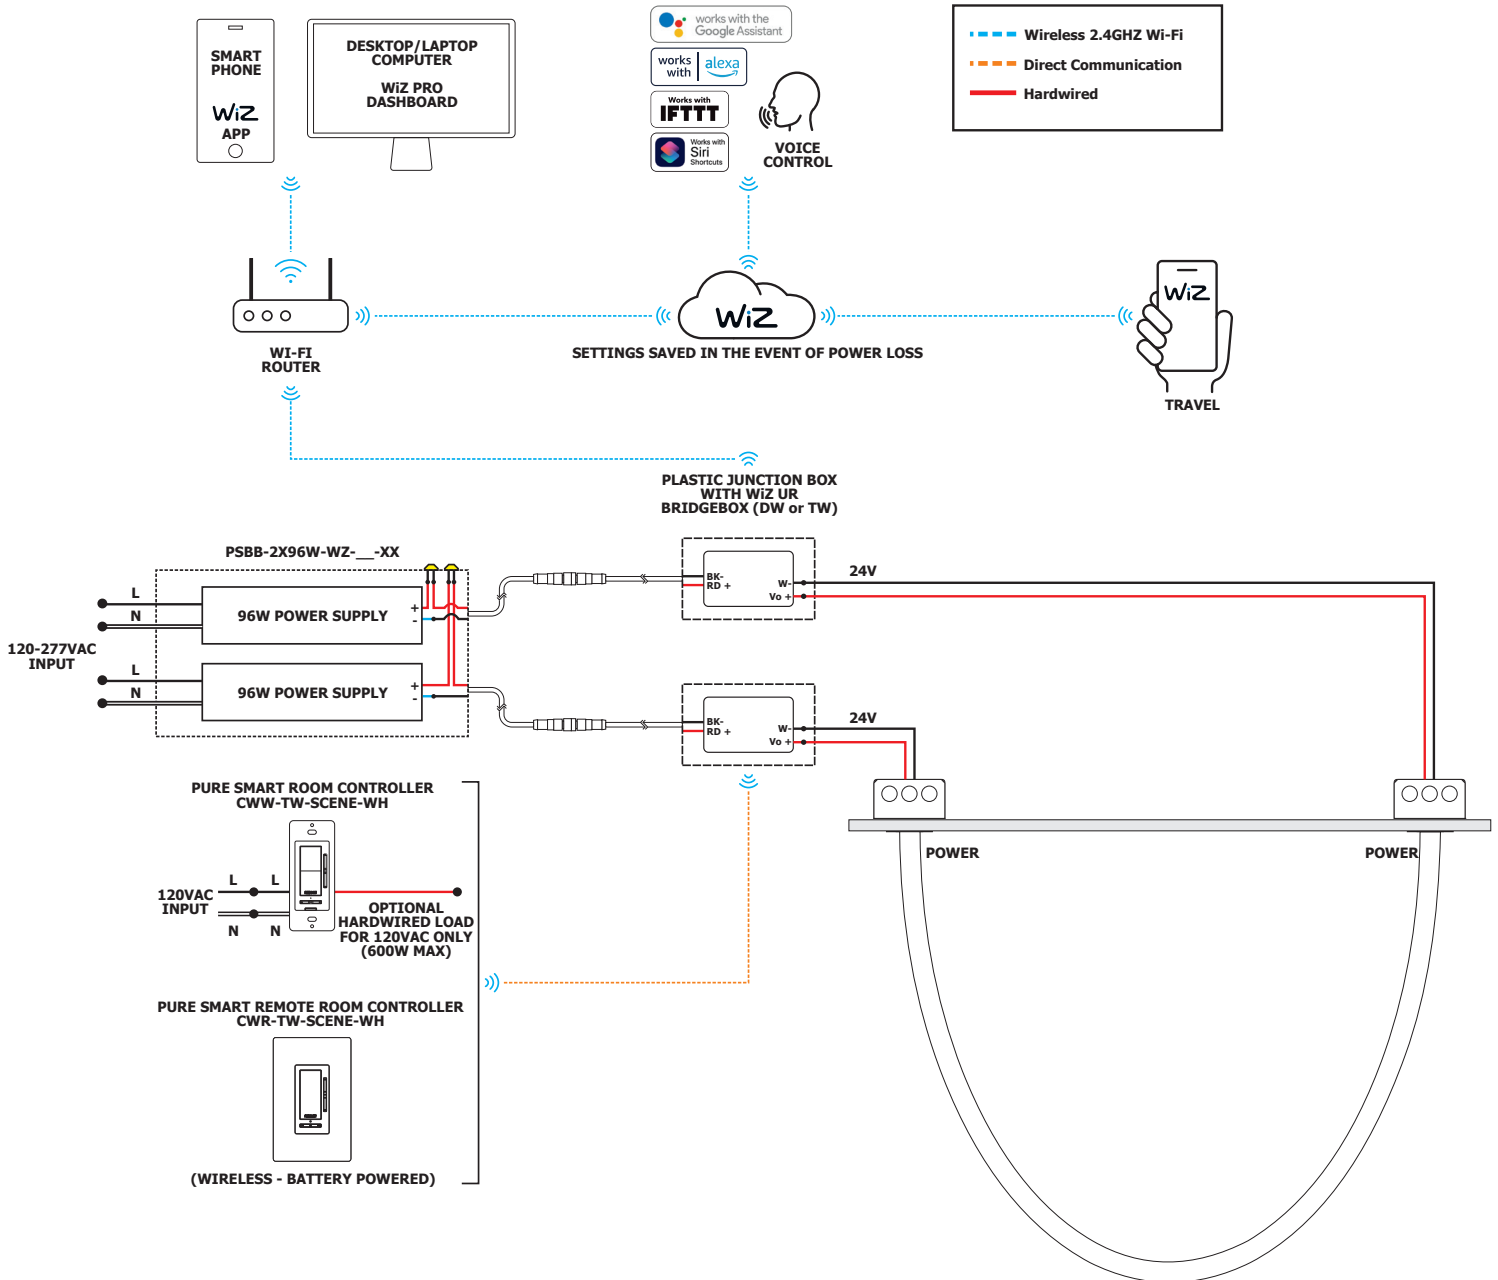 SMART
PHONE
WiZ
APP
DESKTOP/LAPTOP
COMPUTER
WiZ PRO
DASHBOARD
works with the
Google Assistant
works
with
alexa
Works with
IFTTT
Works with
Siri
Shortcuts
VOICE
CONTROL
Wireless 2.4GHZ Wi-Fi
Direct Communication
Hardwired
WI-FI
ROUTER
WiZ
SETTINGS SAVED IN THE EVENT OF POWER LOSS
WiZ
TRAVEL
PLASTIC JUNCTION BOX
WITH WiZ UR
BRIDGEBOX (DW or TW)
PSBB-2X96W-WZ-__-XX
120-277VAC
INPUT
L
N
96W POWER SUPPLY
+
-
L
N
96W POWER SUPPLY
+
-
BK-
RD +
W-
Vo +
24V
BK-
RD +
W-
Vo +
24V
POWER
POWER
PURE SMART ROOM CONTROLLER
CWW-TW-SCENE-WH
120VAC
INPUT
L L
N N
OPTIONAL
HARDWIRED LOAD
FOR 120VAC ONLY
(600W MAX)
PURE SMART REMOTE ROOM CONTROLLER
CWR-TW-SCENE-WH
(WIRELESS - BATTERY POWERED)